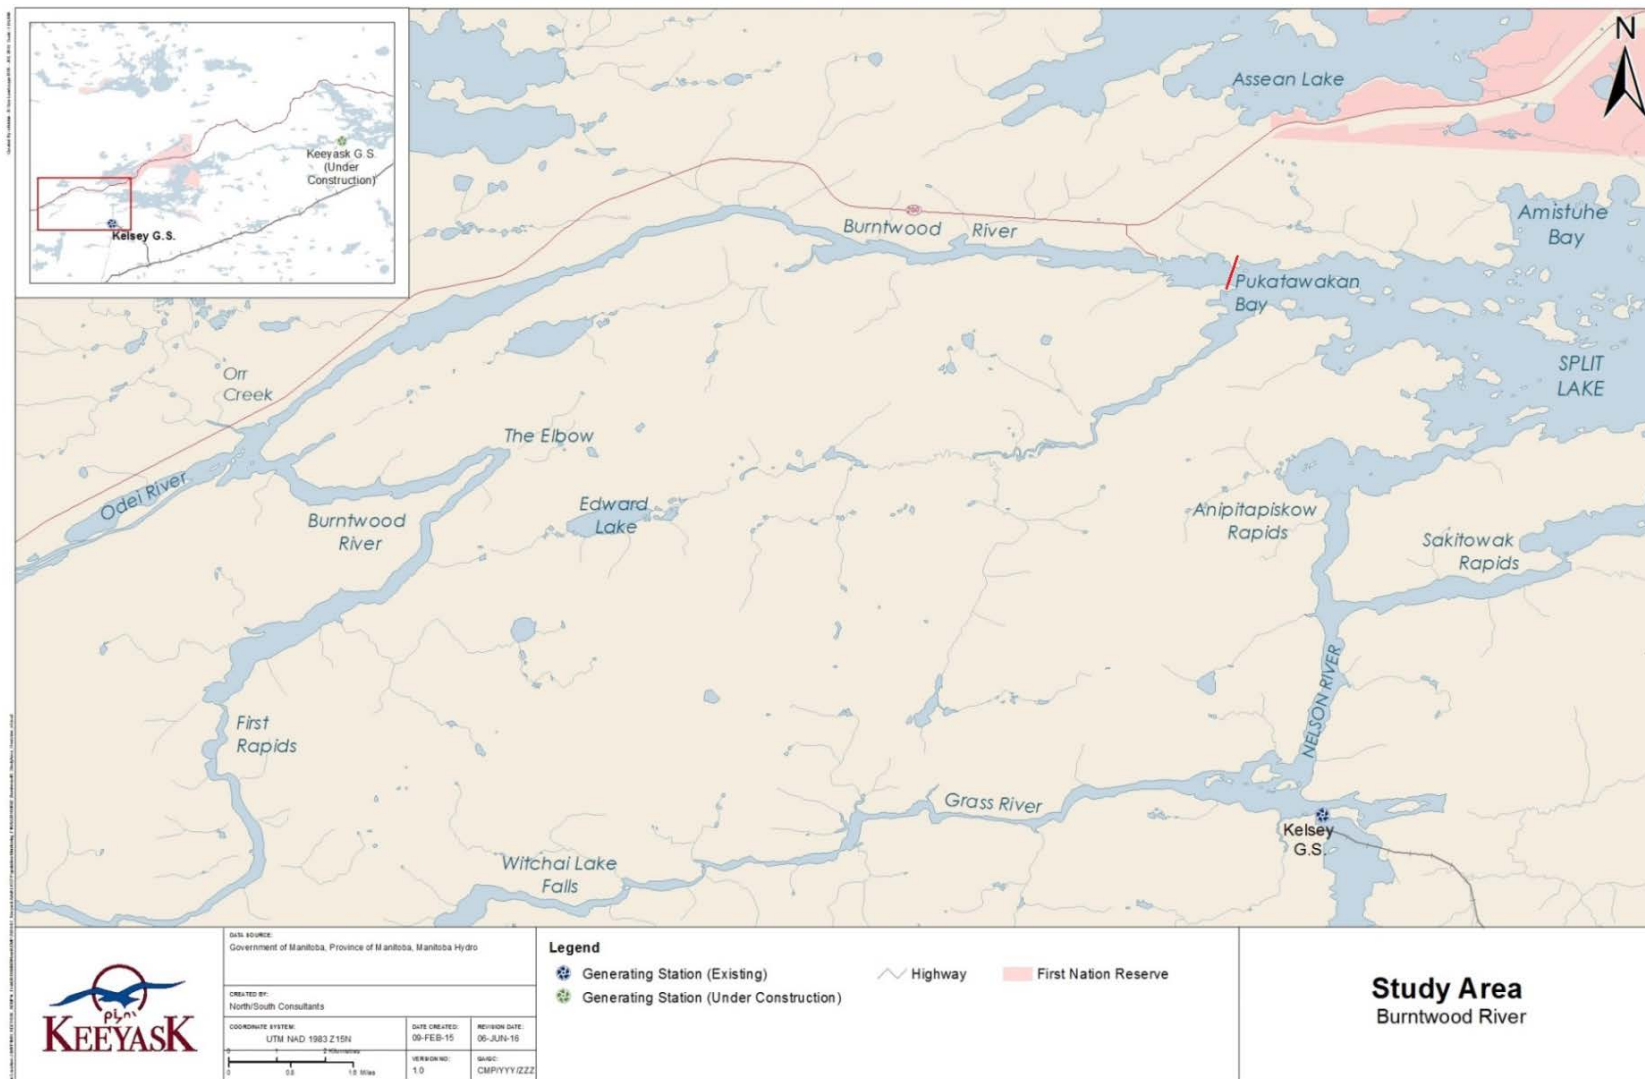 N
Assean Lake
Keeyask G.S.
(Under
Construction)
Kelsey G.S.
Amistuhe
Bay
Burntwood River
Pukatawakan
Bay
SPLIT
LAKE
Orr
Creek
The Elbow
Odei River
Burntwood
River
Edward
Lake
Anipitapiskow
Rapids
Sakitowak
Rapids
First
Rapids
NELSON RIVER
Grass River
Kelsey
G.S.
Witchai Lake
Falls
KEEYASK
DATA SOURCE:
Government of Manitoba, Province of Manitoba, Manitoba Hydro
CREATED BY:
North/South Consultants
COORDINATE SYSTEM:
UTM NAD 1983 Z15N
DATE CREATED:
09-FEB-15
REVISION DATE:
06-JUN-16
VERSION NO:
1.0
QA/QC:
CMP/YYY/ZZZ
Legend
Generating Station (Existing)
Generating Station (Under Construction)
Highway
First Nation Reserve
Study Area
Burntwood River